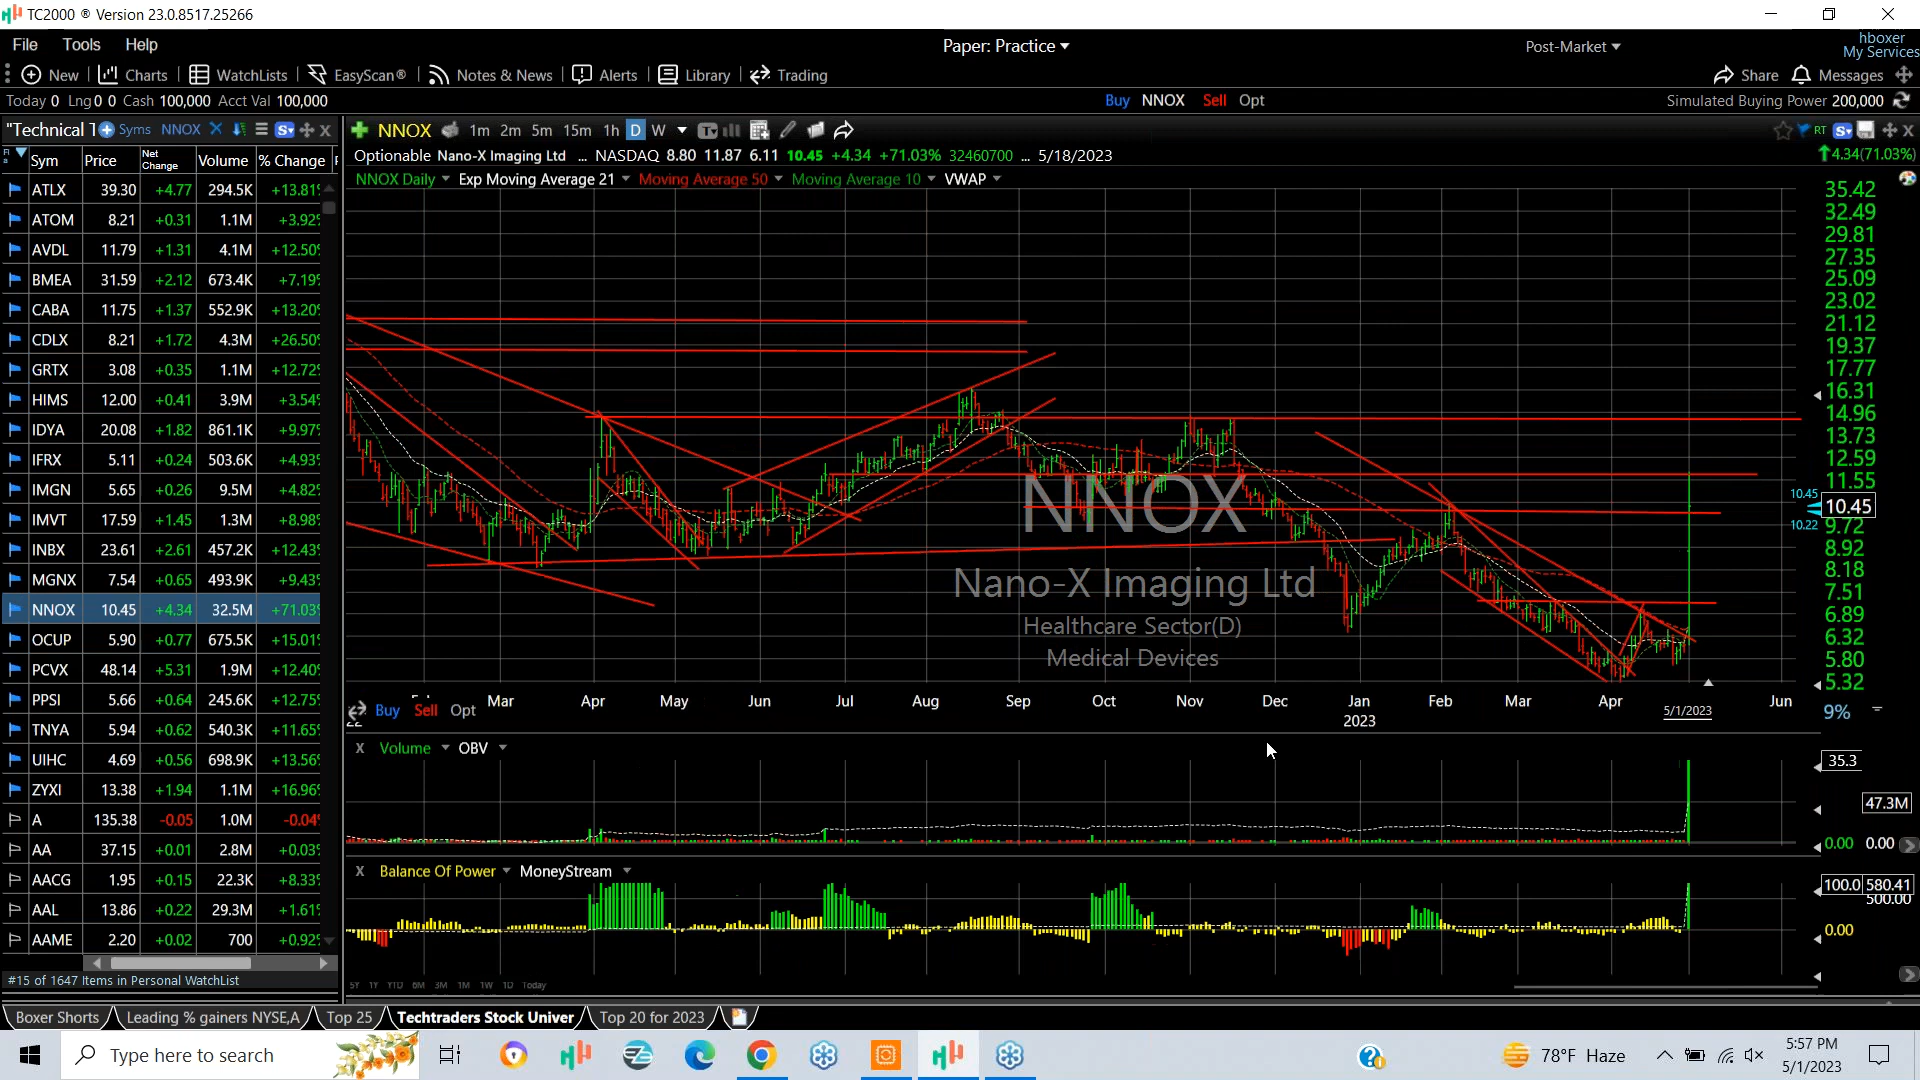 TC2000 ® Version 23.0.8517.25266
File Tools Help
Paper: Practice
Post-Market
hboxer
My Services
New Charts WatchLists EasyScan® Notes & News Alerts Library Trading
Share Messages
Today 0 Lng 0 0 Cash 100,000 Acct Val 100,000
Buy NNOX Sell Opt
Simulated Buying Power 200,000
"Technical T Syms NNOX
NNOX 1m 2m 5m 15m 1h D W
RT
Optionable Nano-X Imaging Ltd ... NASDAQ 8.80 11.87 6.11 10.45 +4.34 +71.03% 32460700 ... 5/18/2023
4.34(71.03%)
NNOX Daily Exp Moving Average 21 Moving Average 50 Moving Average 10 VWAP
Sym Price Net Change Volume % Change
ATLX 39.30 +4.77 294.5K +13.81%
ATOM 8.21 +0.31 1.1M +3.92%
AVDL 11.79 +1.31 4.1M +12.50%
BMEA 31.59 +2.12 673.4K +7.19%
CABA 11.75 +1.37 552.9K +13.20%
CDLX 8.21 +1.72 4.3M +26.50%
GRTX 3.08 +0.35 1.1M +12.72%
HIMS 12.00 +0.41 3.9M +3.54%
IDYA 20.08 +1.82 861.1K +9.97%
IFRX 5.11 +0.24 503.6K +4.93%
IMGN 5.65 +0.26 9.5M +4.82%
IMVT 17.59 +1.45 1.3M +8.98%
INBX 23.61 +2.61 457.2K +12.43%
MGNX 7.54 +0.65 493.9K +9.43%
NNOX 10.45 +4.34 32.5M +71.03%
OCUP 5.90 +0.77 675.5K +15.01%
PCVX 48.14 +5.31 1.9M +12.40%
PPSI 5.66 +0.64 245.6K +12.75%
TNYA 5.94 +0.62 540.3K +11.65%
UIHC 4.69 +0.56 698.9K +13.56%
ZYXI 13.38 +1.94 1.1M +16.96%
A 135.38 -0.05 1.0M -0.04%
AA 37.15 +0.01 2.8M +0.03%
AACG 1.95 +0.15 22.3K +8.33%
AAL 13.86 +0.22 29.3M +1.61%
AAME 2.20 +0.02 700 +0.92%
#15 of 1647 Items in Personal WatchList
35.42
32.49
29.81
27.35
25.09
23.02
21.12
19.37
17.77
16.31
14.96
13.73
12.59
11.55
10.45 10.45
10.22 9.72
8.92
8.18
7.51
6.89
6.32
5.80
5.32
9%
NNOX
Nano-X Imaging Ltd
Healthcare Sector(D)
Medical Devices
Mar Apr May Jun Jul Aug Sep Oct Nov Dec Jan Feb Mar Apr 5/1/2023 Jun
2023
Buy Sell Opt
X Volume OBV
35.3
47.3M
0.00 0.00
X Balance Of Power MoneyStream
100.0 580.41
500.00
0.00
5Y 1Y YTD 6M 3M 1M 1W 1D Today
Boxer Shorts Leading % gainers NYSE,A Top 25 Techtraders Stock Univer Top 20 for 2023
Type here to search
78°F Haze
5:57 PM
5/1/2023